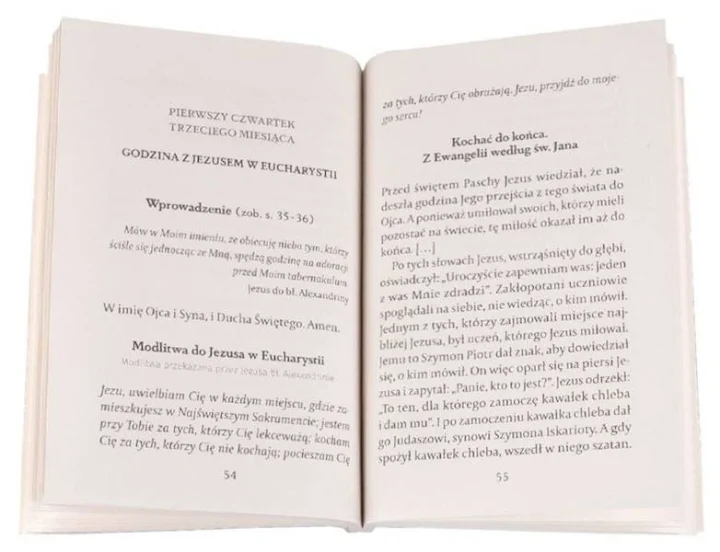 PIERWSZY CZWARTEK
TRZECIEGO MIESIĄCA
GODZINA Z JEZUSEM W EUCHARYSTII
Wprowadzenie (zob. s. 35-36)
Mów w Moim imieniu, że obiecuję niebo tym, którzy
ściśle się jednocząc ze Mną, spędzą godzinę na adoracji
przed Moim tabernakulum.
Jezus do bł. Alexandriny
W imię Ojca i Syna, i Ducha Świętego. Amen.
Modlitwa do Jezusa w Eucharystii
Modlitwa przekazana przez Jezusa bł. Alexandrinie
Jezu, uwielbiam Cię w każdym miejscu, gdzie za-
mieszkujesz w Najświętszym Sakramencie; jestem
przy Tobie za tych, którzy Cię lekceważą; kocham
Cię za tych, którzy Cię nie kochają; pocieszam Cię
54
za tych, którzy Cię obrażają. Jezu, przyjdź do moje-
go serca!
Kochać do końca.
Z Ewangelii według św. Jana
Przed świętem Paschy Jezus wiedział, że na-
deszła godzina Jego przejścia z tego świata do
Ojca. A ponieważ umiłował swoich, którzy mieli
pozostać na świecie, tę miłość okazał im aż do
końca. [...]
Po tych słowach Jezus, wstrząśnięty do głębi,
oświadczył: „Uroczyście zapewniam was: jeden
z was Mnie zdradzi”. Zakłopotani uczniowie
spoglądali na siebie, nie wiedząc, o kim mówił.
Jednym z tych, którzy zajmowali miejsce naj-
bliżej Jezusa, był uczeń, którego Jezus miłował.
Jemu to Szymon Piotr dał znak, aby dowiedział
się, o kim mówił. On więc oparł się na piersi Je-
zusa i zapytał: „Panie, kto to jest?”. Jezus odrzekł:
„To ten, dla którego zamoczę kawałek chleba
i dam mu”. I po zamoczeniu kawałka chleba dał
go Judaszowi, synowi Szymona Iskarioty. A gdy
spożył kawałek chleba, wszedł w niego szatan.
55